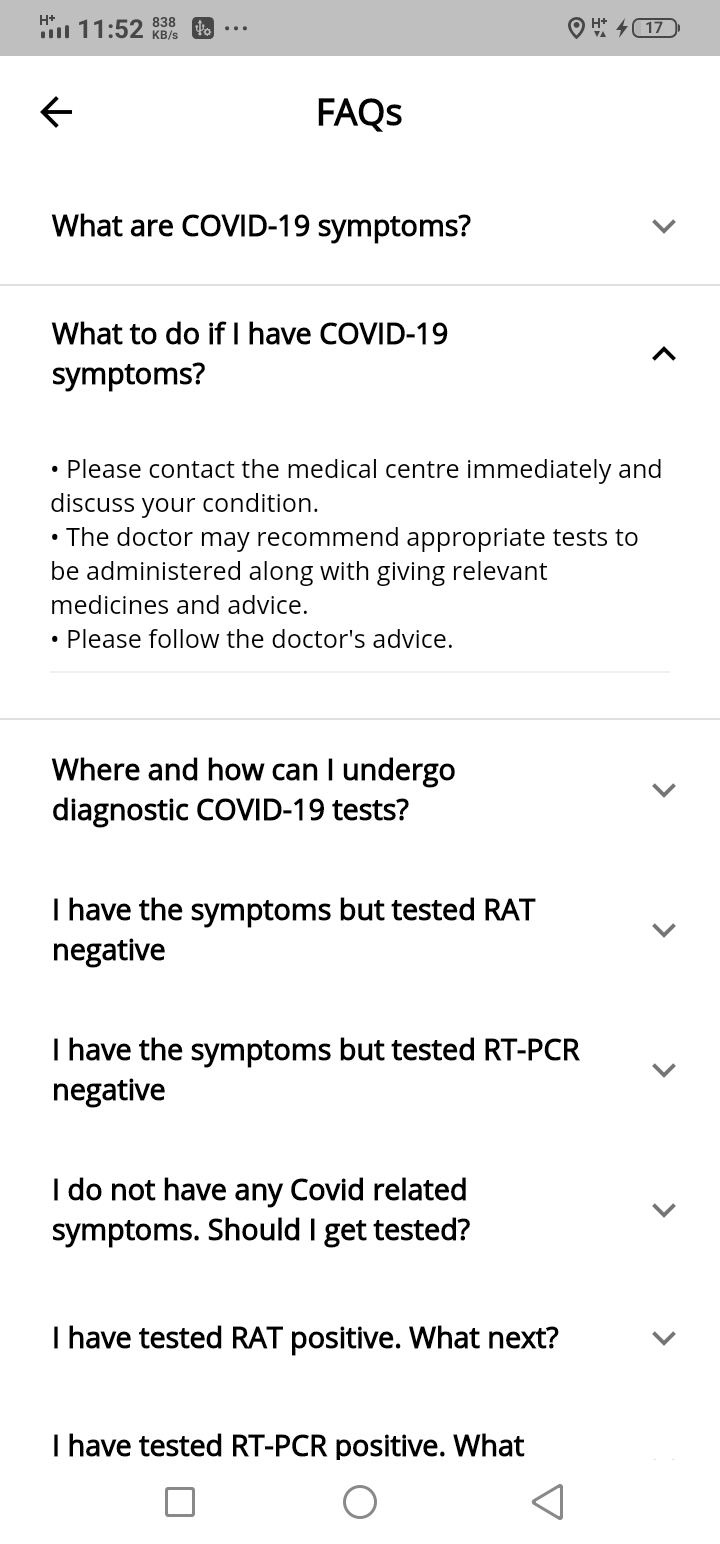 H+ 11:52 838 KB/s ... H+ 17
FAQs
What are COVID-19 symptoms?
What to do if I have COVID-19
symptoms?
• Please contact the medical centre immediately and
discuss your condition.
• The doctor may recommend appropriate tests to
be administered along with giving relevant
medicines and advice.
• Please follow the doctor's advice.
Where and how can I undergo
diagnostic COVID-19 tests?
I have the symptoms but tested RAT
negative
I have the symptoms but tested RT-PCR
negative
I do not have any Covid related
symptoms. Should I get tested?
I have tested RAT positive. What next?
I have tested RT-PCR positive. What